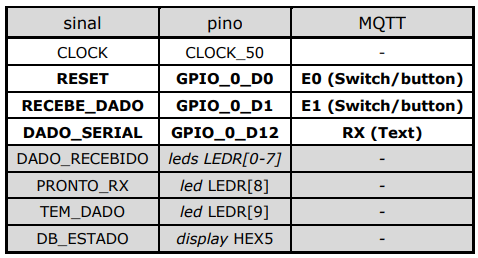 sinal pino MQTT
CLOCK CLOCK_50 -
RESET GPIO_0_D0 E0 (Switch/button)
RECEBE_DADO GPIO_0_D1 E1 (Switch/button)
DADO_SERIAL GPIO_0_D12 RX (Text)
DADO_RECEBIDO leds LEDR[0-7] -
PRONTO_RX led LEDR[8] -
TEM_DADO led LEDR[9] -
DB_ESTADO display HEX5 -